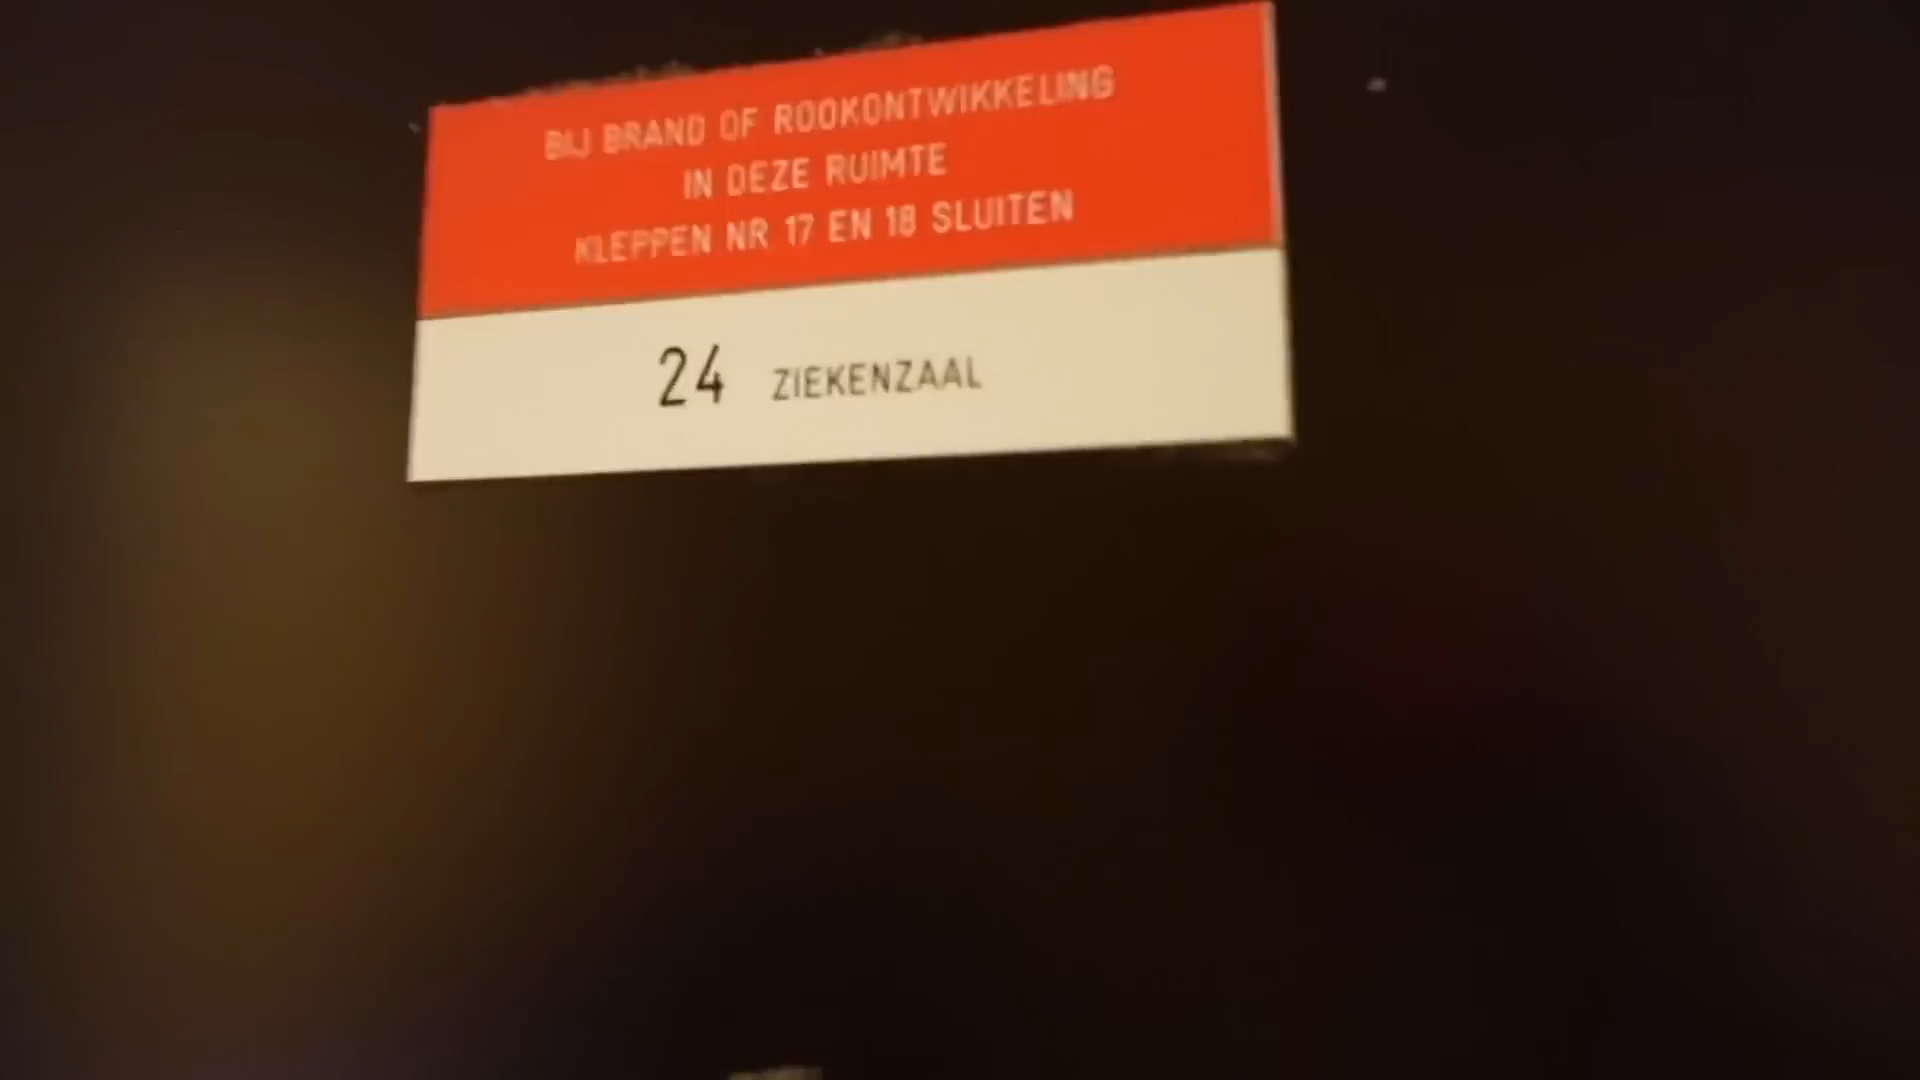 BIJ BRAND OF ROOKONTWIKKELING
IN DEZE RUIMTE
KLEPPEN NR 17 EN 18 SLUITEN
24 ZIEKENZAAL